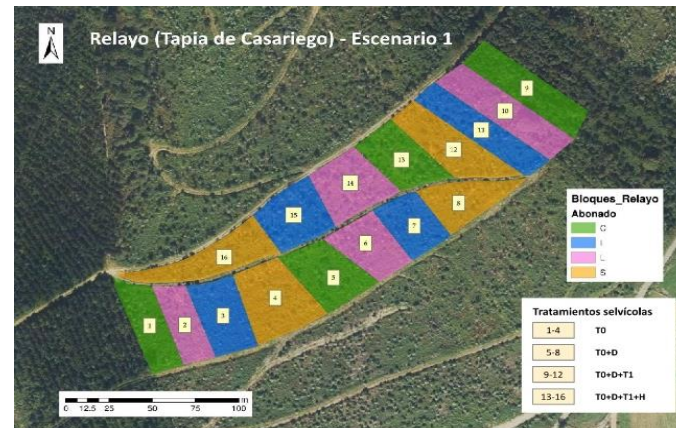 N
Relayo (Tapia de Casariego) - Escenario 1
9
10
11
12
13
14
15
16
8
7
6
5
4
3
2
1
Bloques_Relayo
Abonado
C
I
L
S
Tratamientos selvícolas
1-4 T0
5-8 T0+D
9-12 T0+D+T1
13-16 T0+D+T1+H
m
0 12.5 25 50 75 100